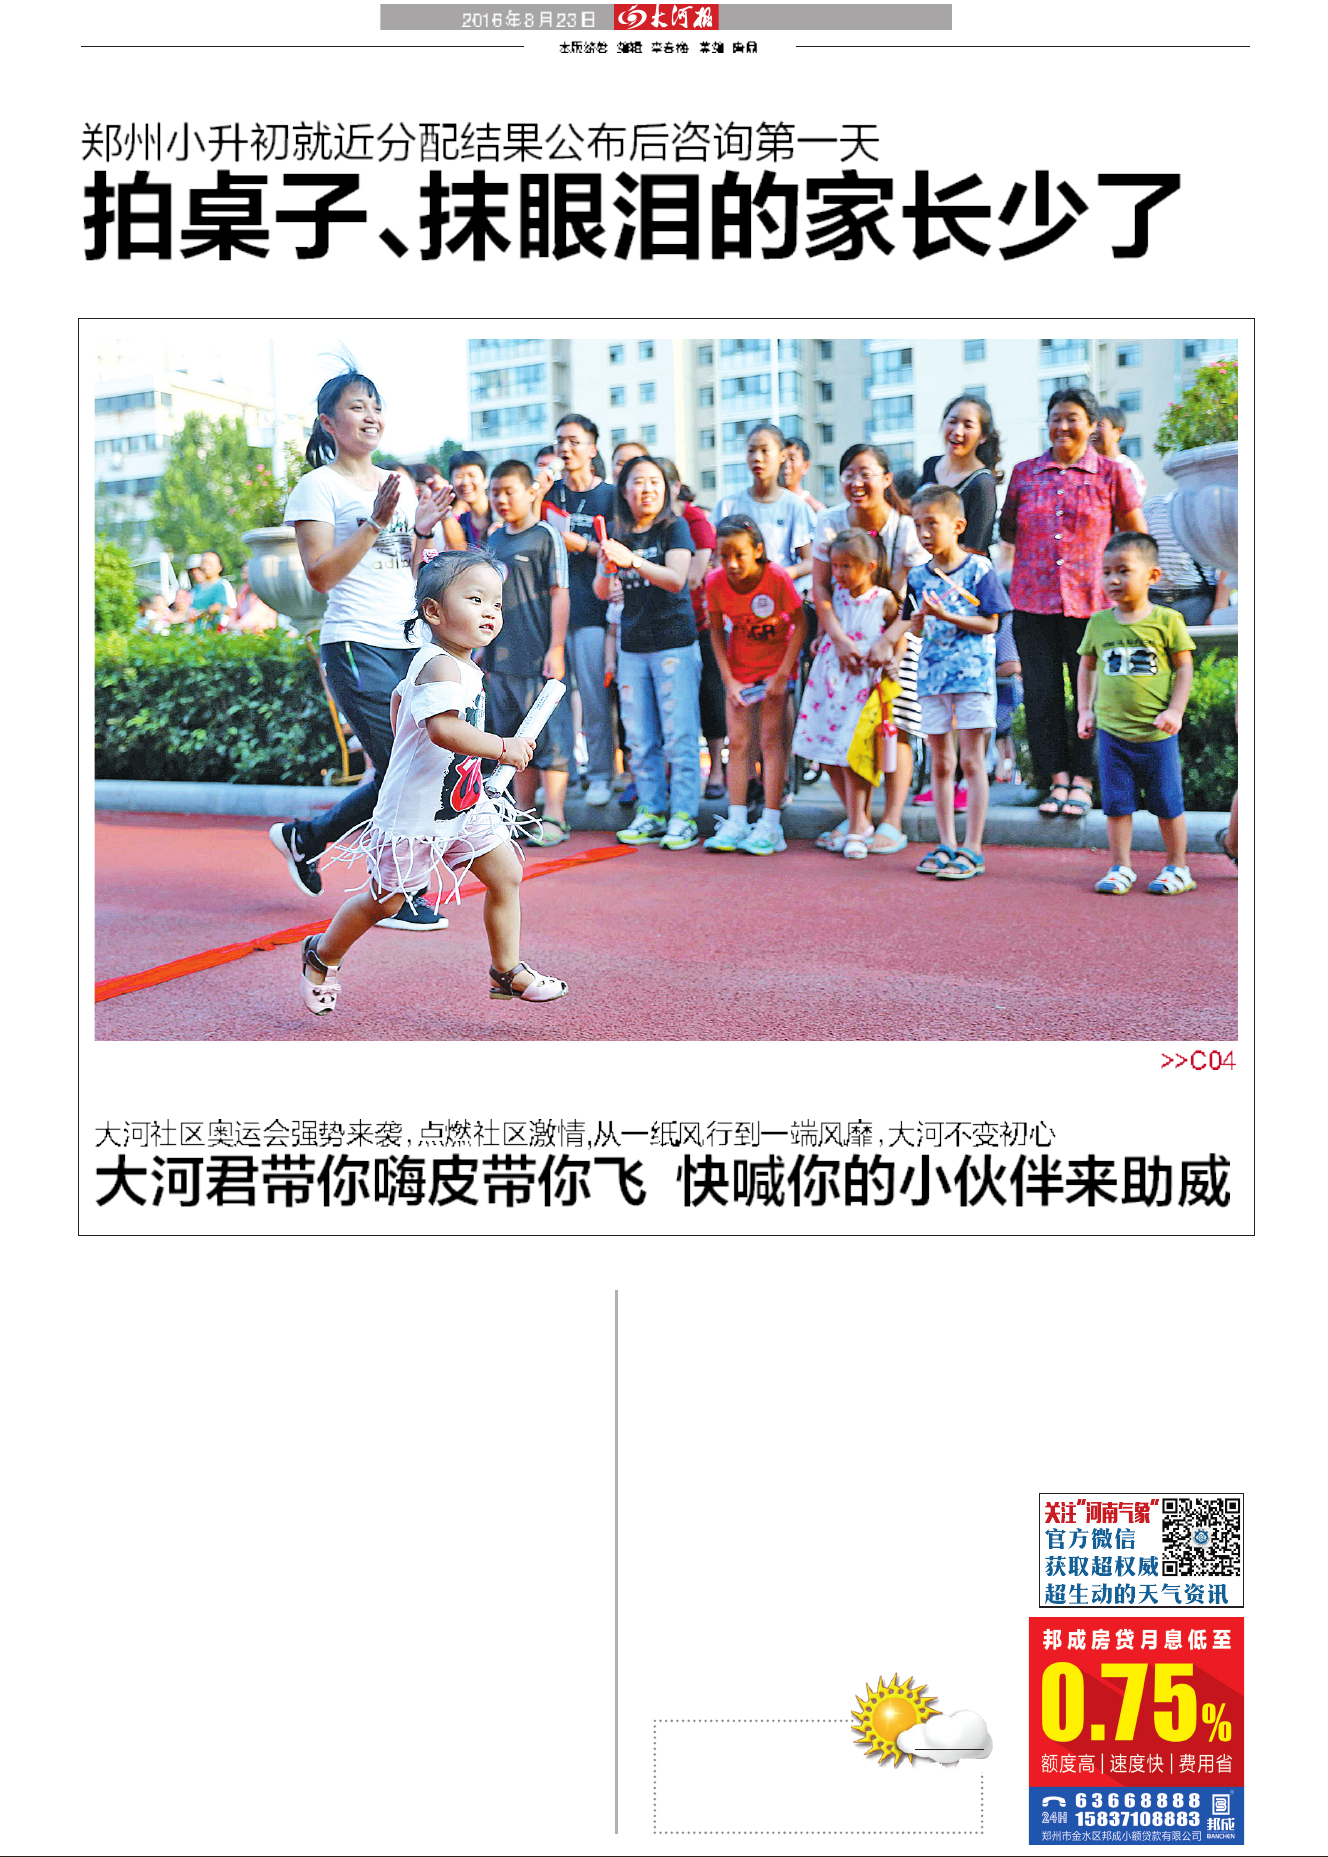 2016年8月23日 大河报
郑州小升初就近分配结果公布后咨询第一天
拍桌子、抹眼泪的家长少了
>>C04
大河社区奥运会强势来袭,点燃社区激情,从一纸风行到一端风靡,大河不变初心
大河君带你嗨皮带你飞 快喊你的小伙伴来助威
关注"河南气象"
官方微信
获取超权威
超生动的天气资讯
邦成房贷月息低至
0.75%
额度高|速度快|费用省
24H 63668888
15837108883
邦成
BANCHEN
郑州市金水区邦成小额贷款有限公司